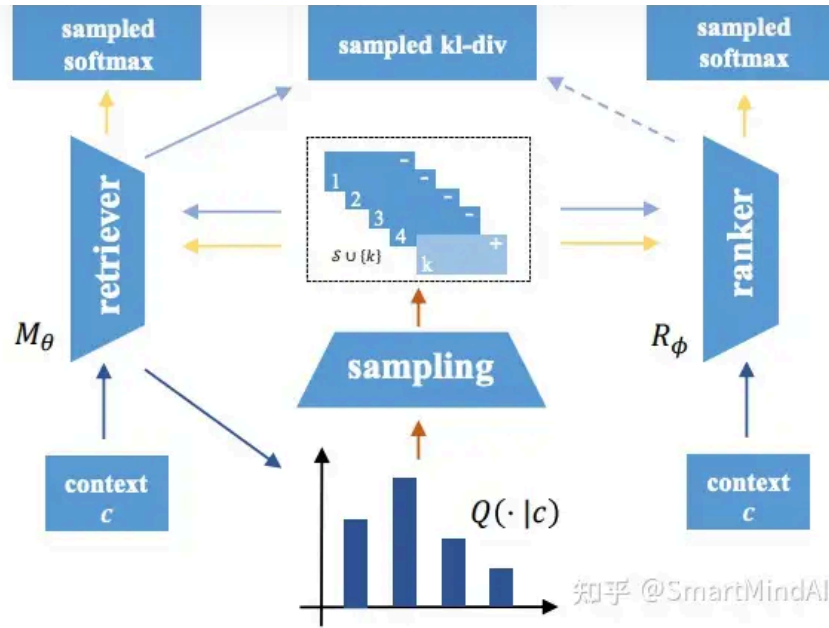 sampled
softmax
sampled kl-div
sampled
softmax
retriever
1
2
3
4
k
-
-
-
-
+
𝒮 ∪ {k}
ranker
M_θ
R_ϕ
sampling
context
c
Q(· |c)
context
c
知乎 @SmartMindAI